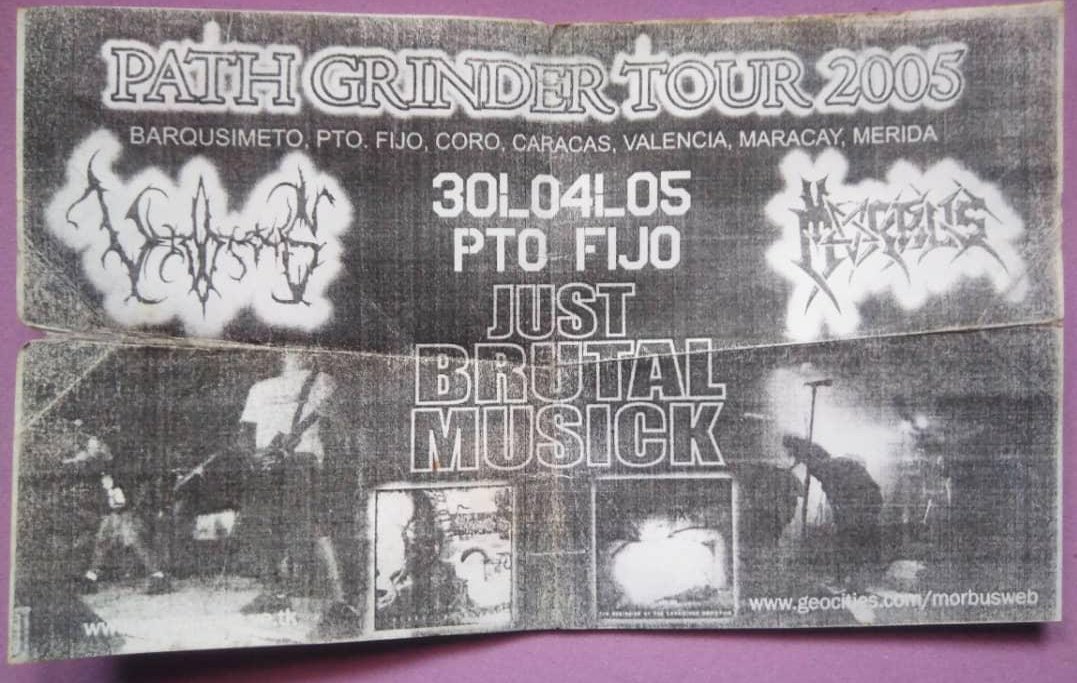 PATH GRINDER TOUR 2005
BARQUSIMETO, PTO. FIJO, CORO, CARACAS, VALENCIA, MARACAY, MERIDA
30L04L05
PTO FIJO
JUST
BRUTAL
MUSICK
www.geocities.com/morbusweb